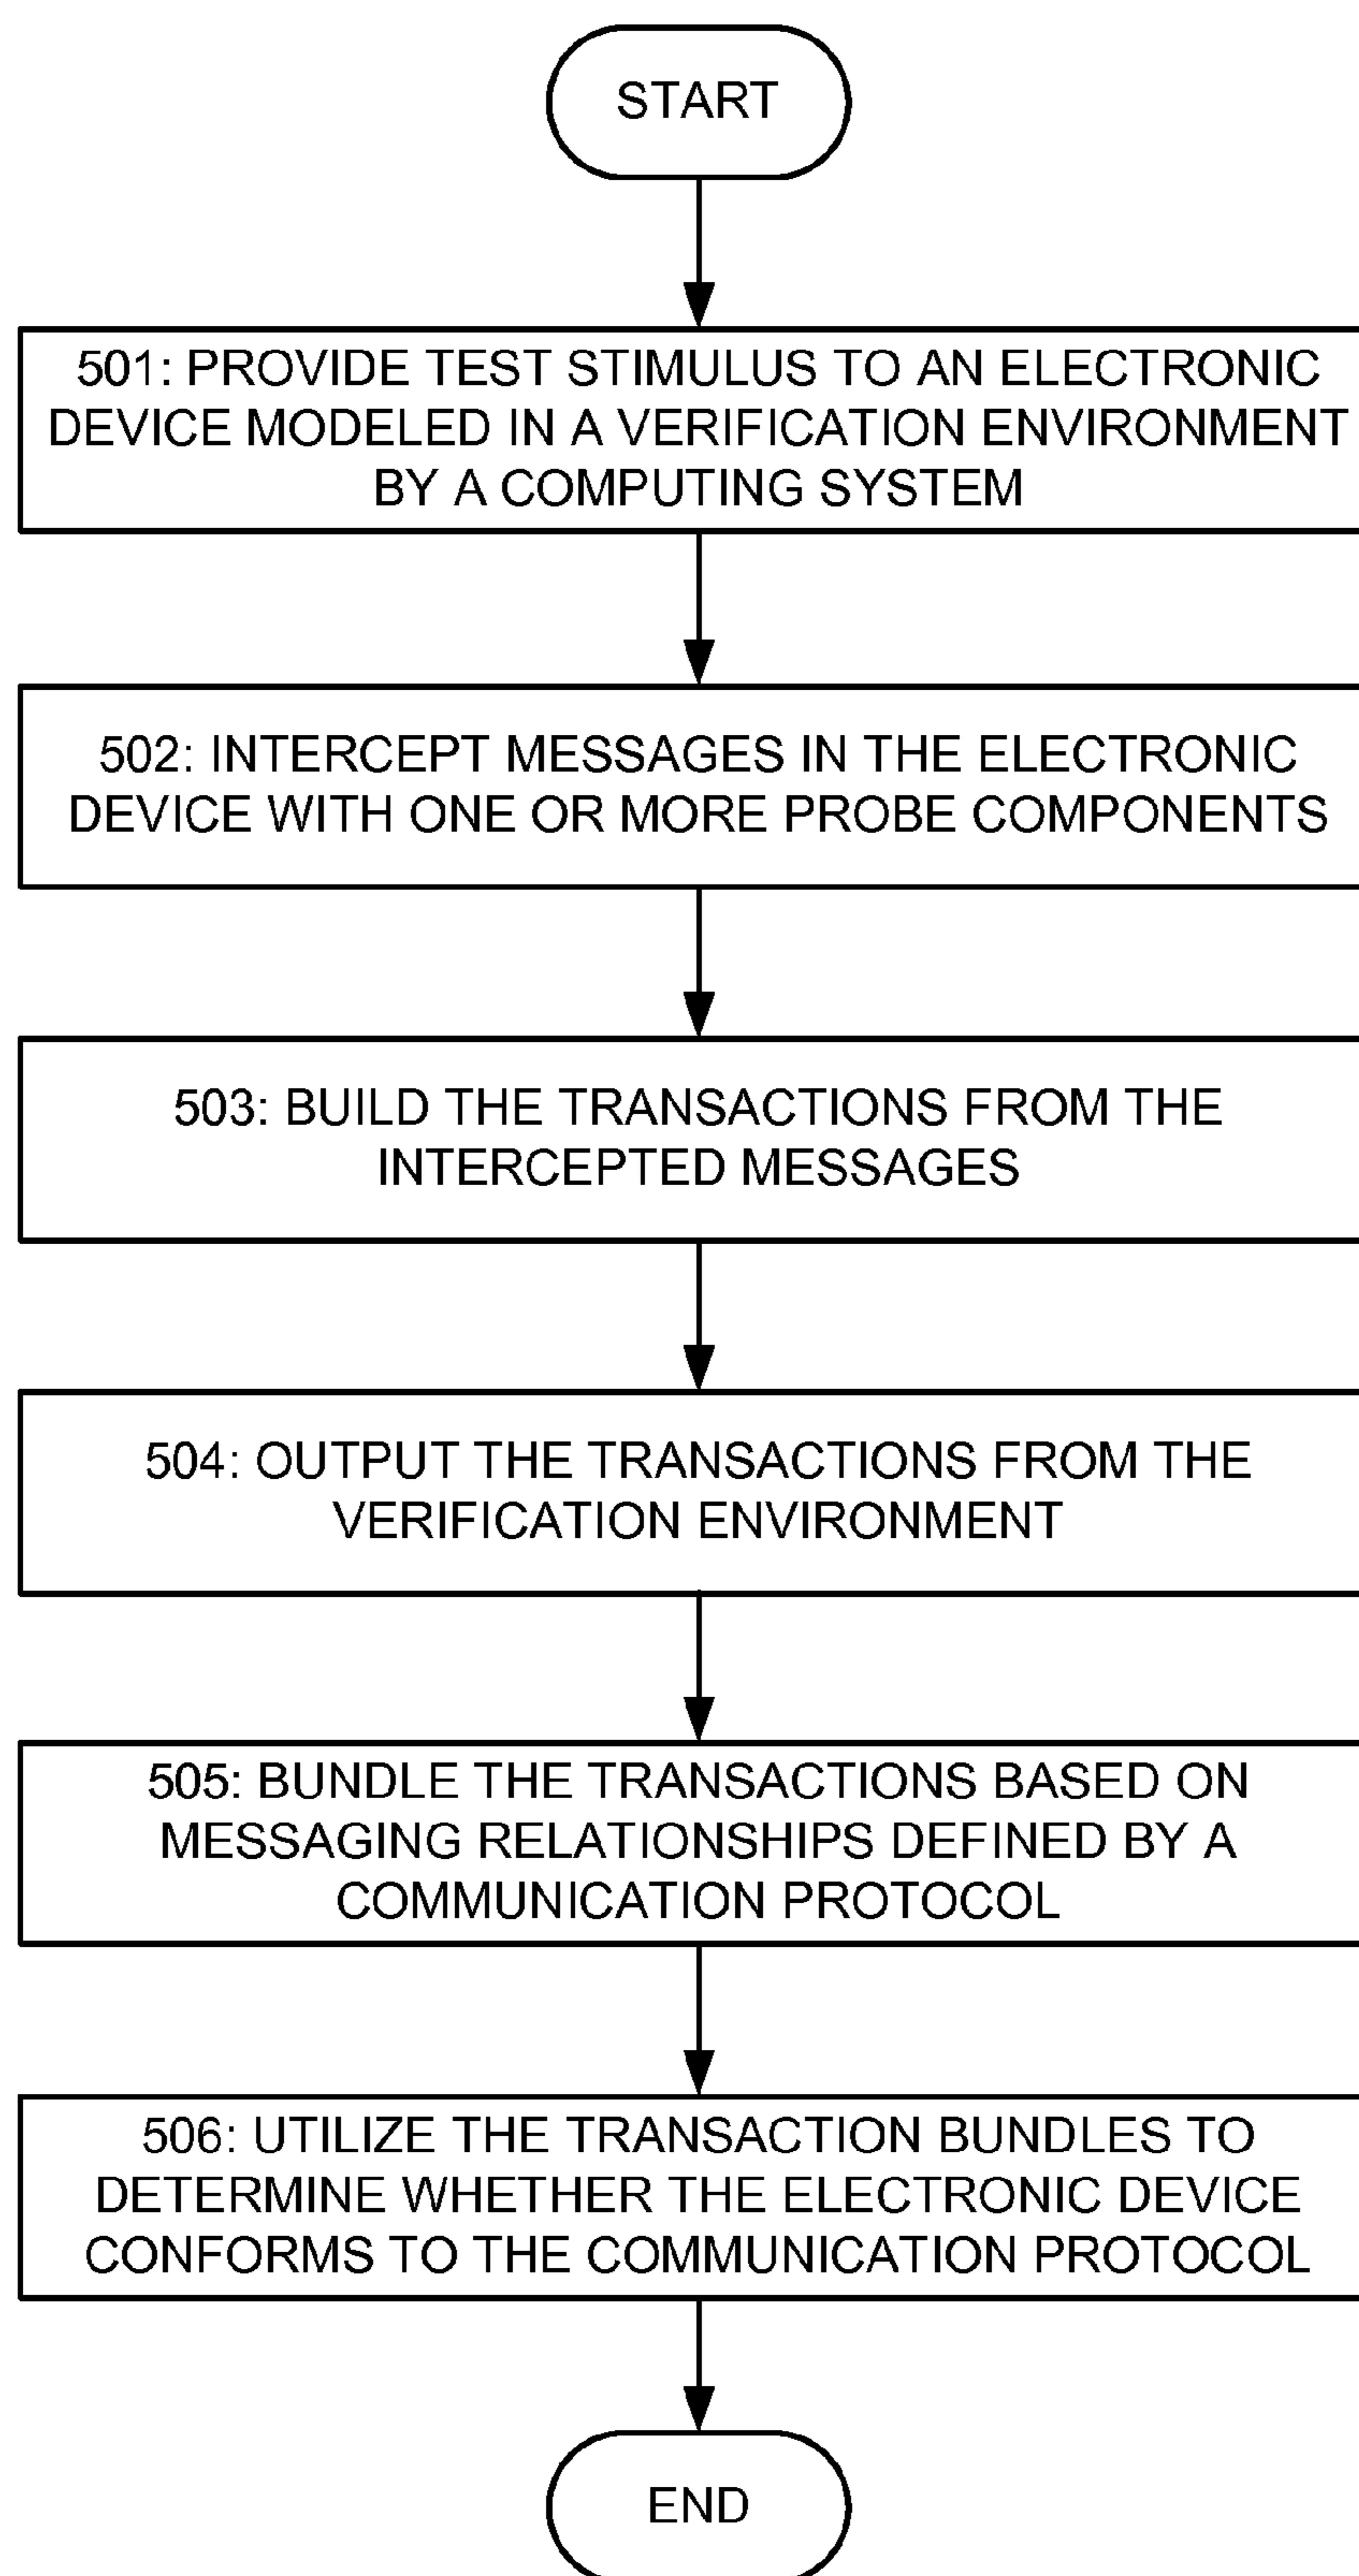 START
501: PROVIDE TEST STIMULUS TO AN ELECTRONIC
DEVICE MODELED IN A VERIFICATION ENVIRONMENT
BY A COMPUTING SYSTEM
502: INTERCEPT MESSAGES IN THE ELECTRONIC
DEVICE WITH ONE OR MORE PROBE COMPONENTS
503: BUILD THE TRANSACTIONS FROM THE
INTERCEPTED MESSAGES
504: OUTPUT THE TRANSACTIONS FROM THE
VERIFICATION ENVIRONMENT
505: BUNDLE THE TRANSACTIONS BASED ON
MESSAGING RELATIONSHIPS DEFINED BY A
COMMUNICATION PROTOCOL
506: UTILIZE THE TRANSACTION BUNDLES TO
DETERMINE WHETHER THE ELECTRONIC DEVICE
CONFORMS TO THE COMMUNICATION PROTOCOL
END